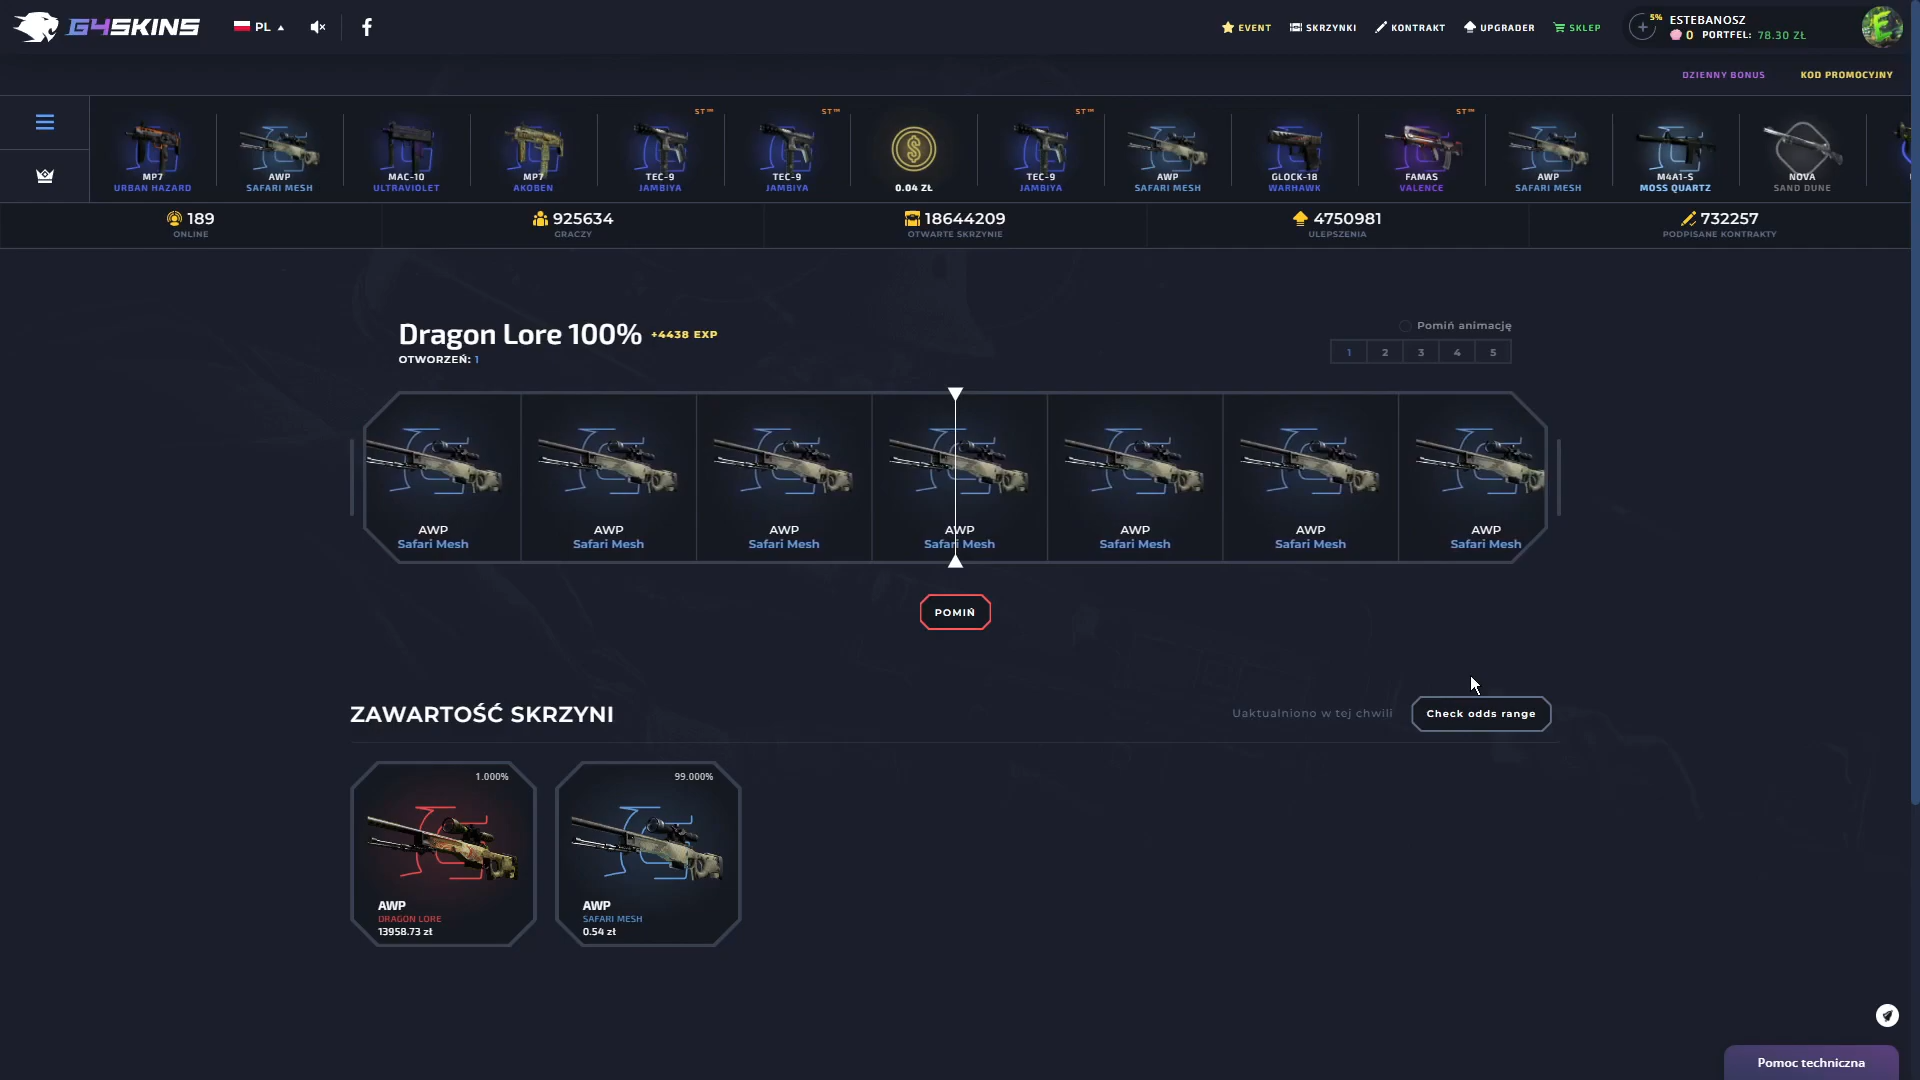 G4SKINS
PL
EVENT
SKRZYNKI
KONTRAKT
UPGRADER
SKLEP
5%
ESTEBANOSZ
0 PORTFEL: 78.30 ZŁ
DZIENNY BONUS
KOD PROMOCYJNY
MP7
URBAN HAZARD
AWP
SAFARI MESH
MAC-10
ULTRAVIOLET
MP7
AKOBEN
ST™
TEC-9
JAMBIYA
ST™
TEC-9
JAMBIYA
0.04 ZŁ
ST™
TEC-9
JAMBIYA
AWP
SAFARI MESH
GLOCK-18
WARHAWK
ST™
FAMAS
VALENCE
AWP
SAFARI MESH
M4A1-S
MOSS QUARTZ
NOVA
SAND DUNE
189
ONLINE
925634
GRACZY
18644209
OTWARTE SKRZYNIE
4750981
ULEPSZENIA
732257
PODPISANE KONTRAKTY
Dragon Lore 100% +4438 EXP
OTWORZEŃ: 1
Pomiń animację
1 2 3 4 5
AWP
Safari Mesh
AWP
Safari Mesh
AWP
Safari Mesh
AWP
Safari Mesh
AWP
Safari Mesh
AWP
Safari Mesh
AWP
Safari Mesh
POMIŃ
ZAWARTOŚĆ SKRZYNI
Uaktualniono w tej chwili
Check odds range
1.000%
AWP
DRAGON LORE
13958.73 zł
99.000%
AWP
SAFARI MESH
0.54 zł
Pomoc techniczna